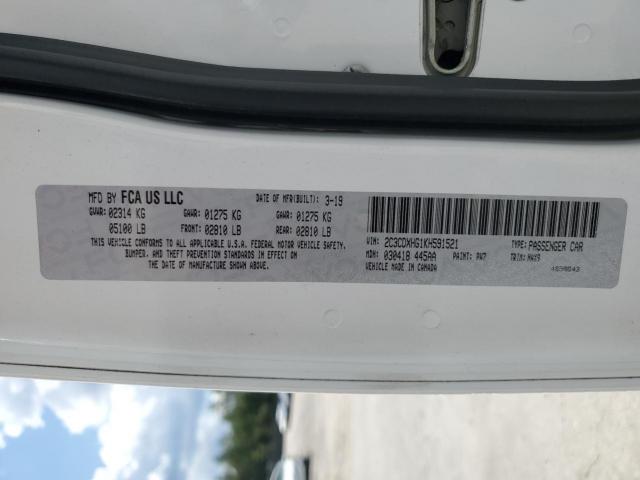 MFD BY FCA US LLC DATE OF MFR(BUILT): 3-19
GVWR: 02314 KG GAWR: 01275 KG GAWR: 01275 KG
05100 LB FRONT: 02810 LB REAR: 02810 LB
THIS VEHICLE CONFORMS TO ALL APPLICABLE U.S.A. FEDERAL MOTOR VEHICLE SAFETY,
BUMPER, AND THEFT PREVENTION STANDARDS IN EFFECT ON
THE DATE OF MANUFACTURE SHOWN ABOVE.
VIN: 2C3CDXHG1KH591521 TYPE: PASSENGER CAR
MDH: 030418 445AA PAINT: PW7 TRIM: MAX9
VEHICLE MADE IN CANADA